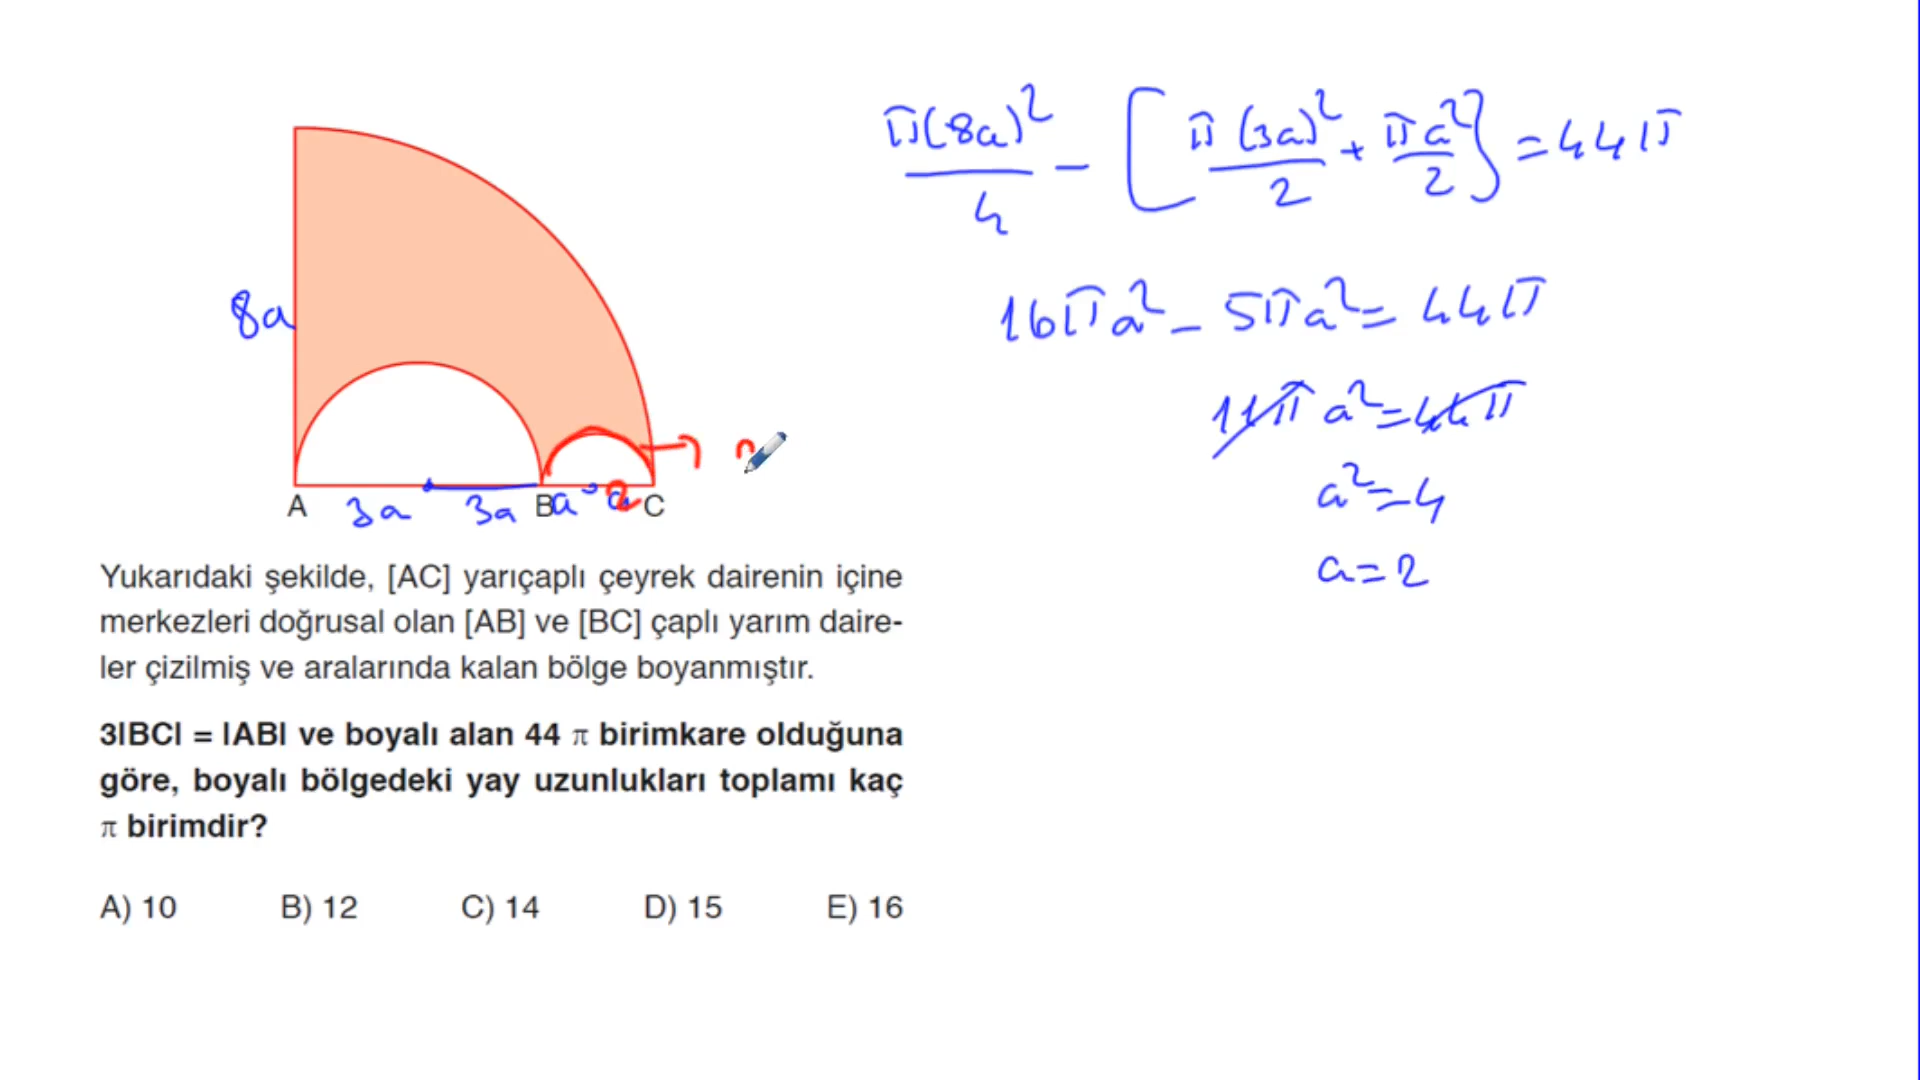 π(8a)²/4 − [π(3a)²/2 + πa²/2] = 44π
16πa² − 5πa² = 44π
11πa² = 44π
a² = 4
a = 2
8a
A 3a 3a B a a 2 C
Yukarıdaki şekilde, [AC] yarıçaplı çeyrek dairenin içine
merkezleri doğrusal olan [AB] ve [BC] çaplı yarım daire-
ler çizilmiş ve aralarında kalan bölge boyanmıştır.
3IBCI = IABI ve boyalı alan 44 π birimkare olduğuna
göre, boyalı bölgedeki yay uzunlukları toplamı kaç
π birimdir?
A) 10 B) 12 C) 14 D) 15 E) 16